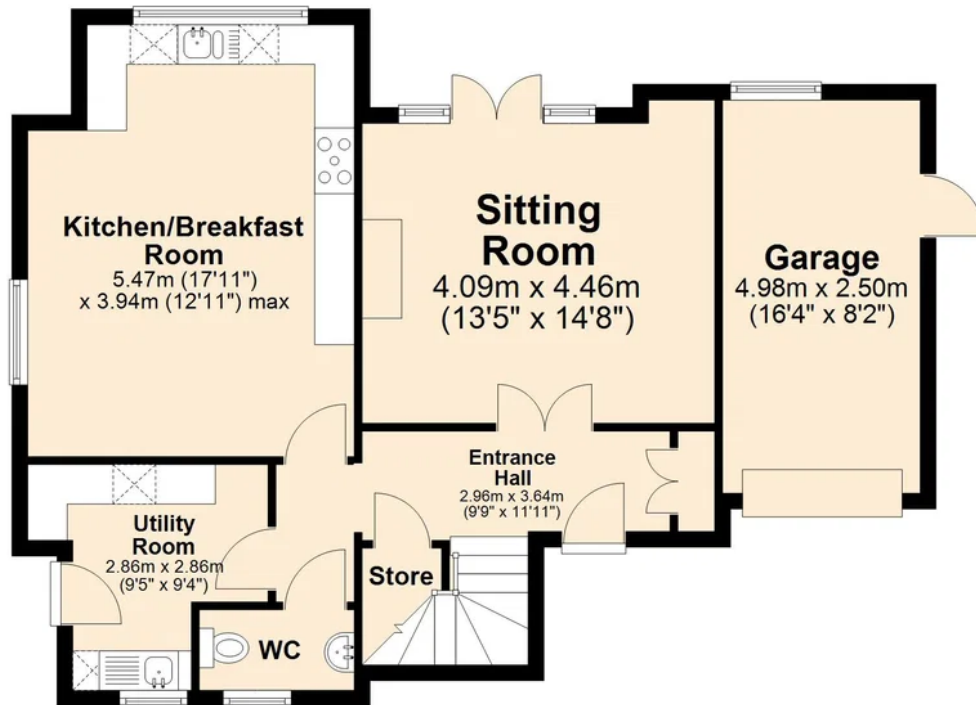 Kitchen/Breakfast
Room
5.47m (17'11")
x 3.94m (12'11") max
Sitting
Room
4.09m x 4.46m
(13'5" x 14'8")
Garage
4.98m x 2.50m
(16'4" x 8'2")
Entrance
Hall
2.96m x 3.64m
(9'9" x 11'11")
Utility
Room
2.86m x 2.86m
(9'5" x 9'4")
Store
WC